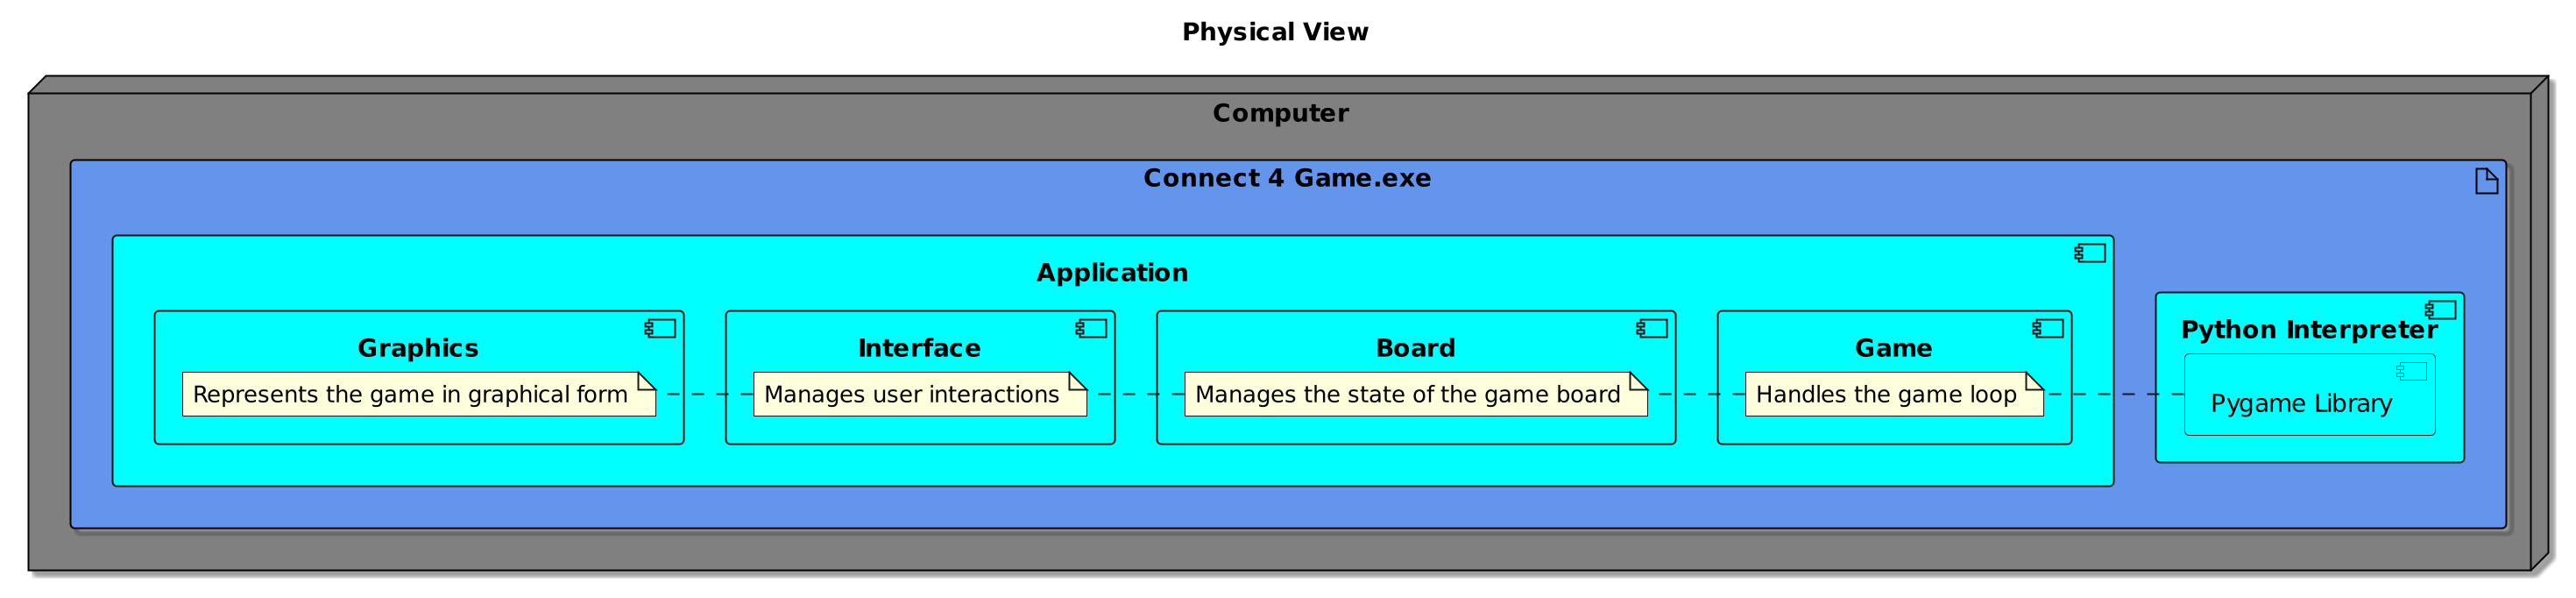 Physical View
Computer
Connect 4 Game.exe
Application
Graphics
Represents the game in graphical form
Interface
Manages user interactions
Board
Manages the state of the game board
Game
Handles the game loop
Python Interpreter
Pygame Library